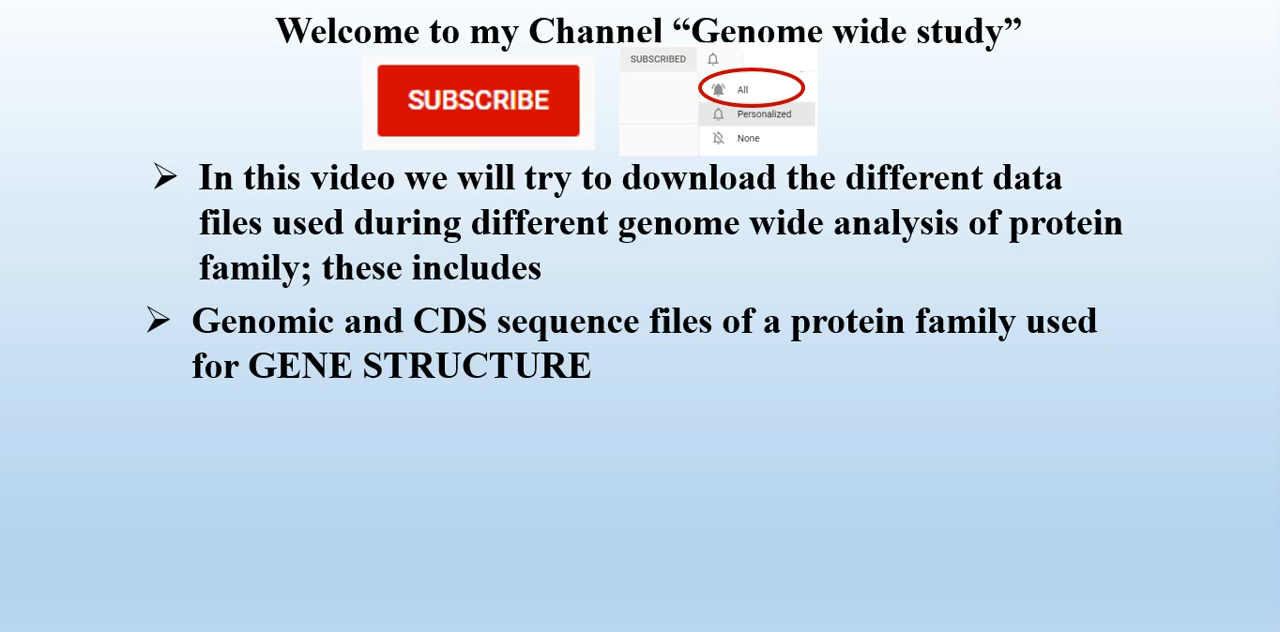 Welcome to my Channel “Genome wide study”
SUBSCRIBED
SUBSCRIBE
All
Personalized
None
➢ In this video we will try to download the different data
files used during different genome wide analysis of protein
family; these includes
➢ Genomic and CDS sequence files of a protein family used
for GENE STRUCTURE